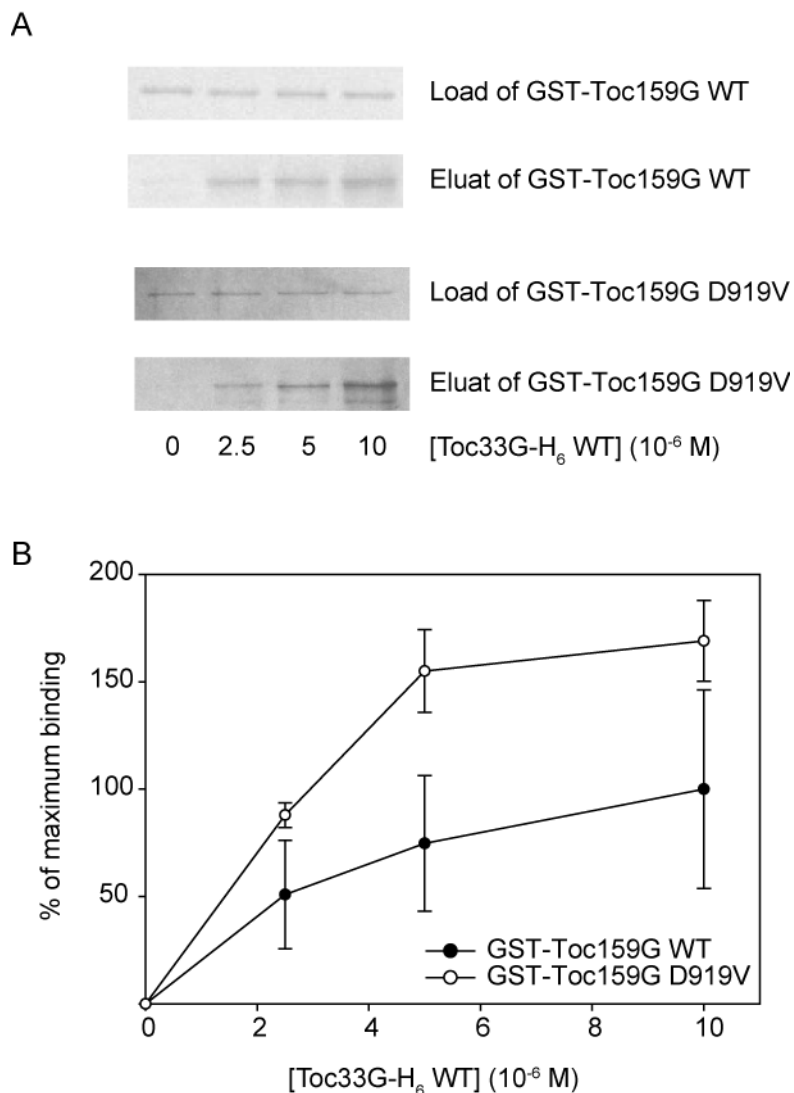 A
Load of GST-Toc159G WT
Eluat of GST-Toc159G WT
Load of GST-Toc159G D919V
Eluat of GST-Toc159G D919V
0 2.5 5 10 [Toc33G-H₆ WT] (10⁻⁶ M)
B
200
150
100
50
% of maximum binding
GST-Toc159G WT
GST-Toc159G D919V
0 2 4 6 8 10
[Toc33G-H₆ WT] (10⁻⁶ M)